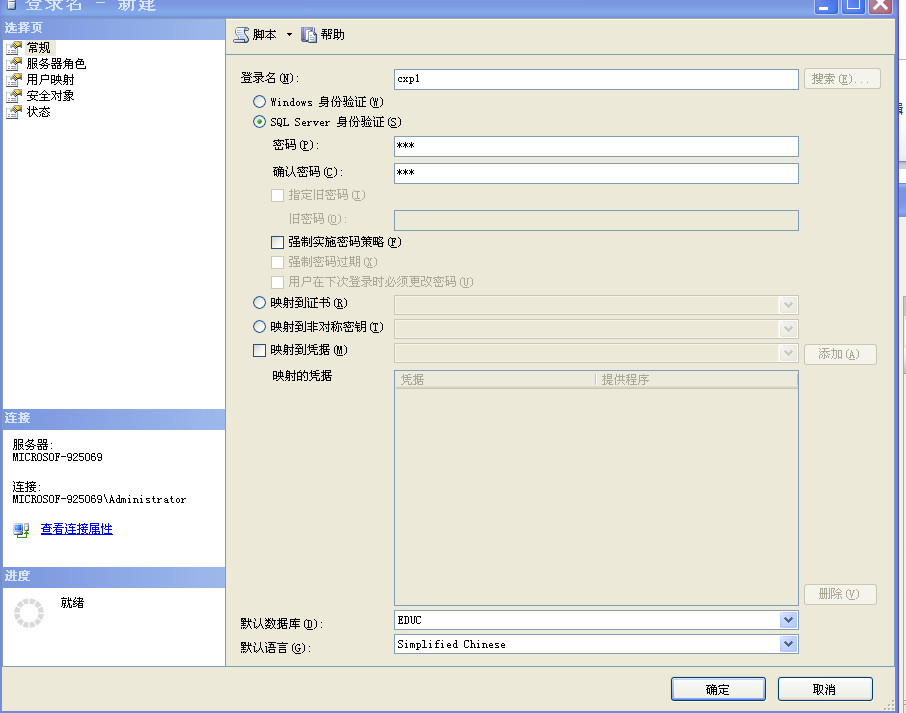 登录名 - 新建
选择页
常规
服务器角色
用户映射
安全对象
状态
连接
服务器:
MICROSOF-925069
连接:
MICROSOF-925069\Administrator
查看连接属性
进度
就绪
脚本 帮助
登录名(N): cxp1 搜索(E)...
Windows 身份验证(W)
SQL Server 身份验证(S)
密码(P): ***
确认密码(C): ***
指定旧密码(I)
旧密码(O):
强制实施密码策略(F)
强制密码过期(X)
用户在下次登录时必须更改密码(U)
映射到证书(R)
映射到非对称密钥(T)
映射到凭据(M) 添加(A)
映射的凭据 凭据 提供程序
删除(V)
默认数据库(D): EDUC
默认语言(G): Simplified Chinese
确定 取消